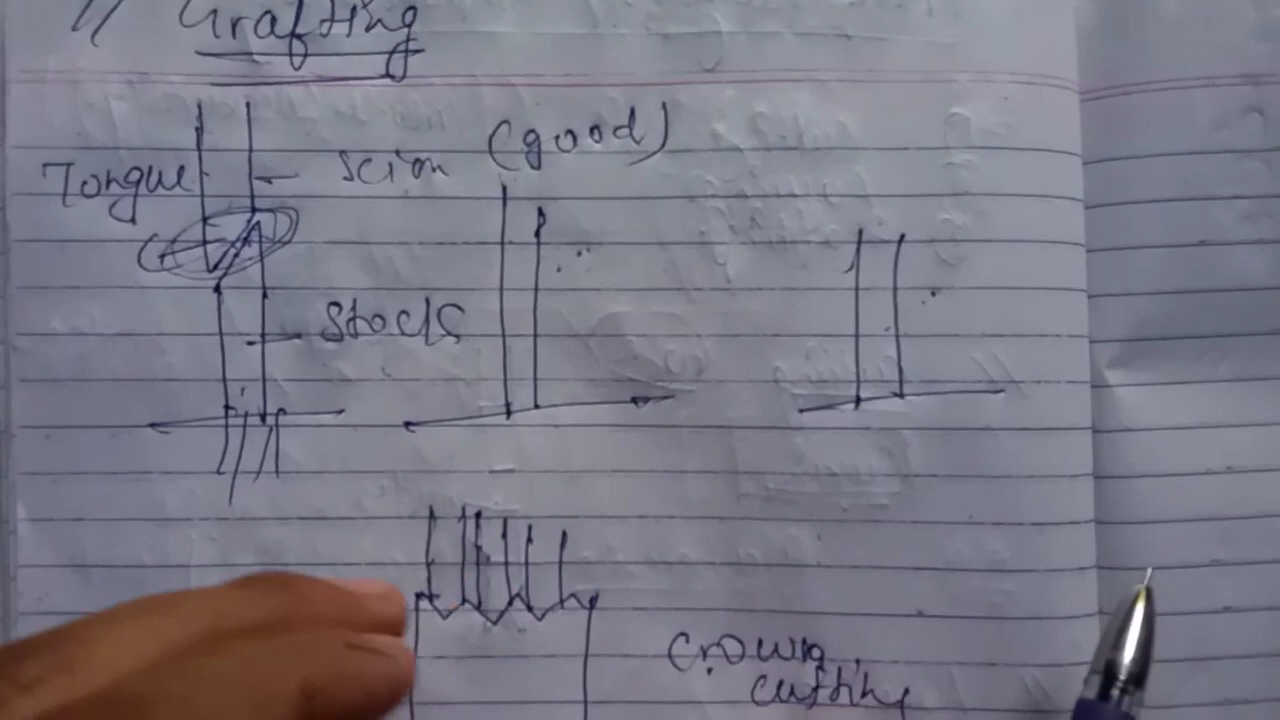 // Grafting
(good)
Tongue
scion
stock
crown
cutting